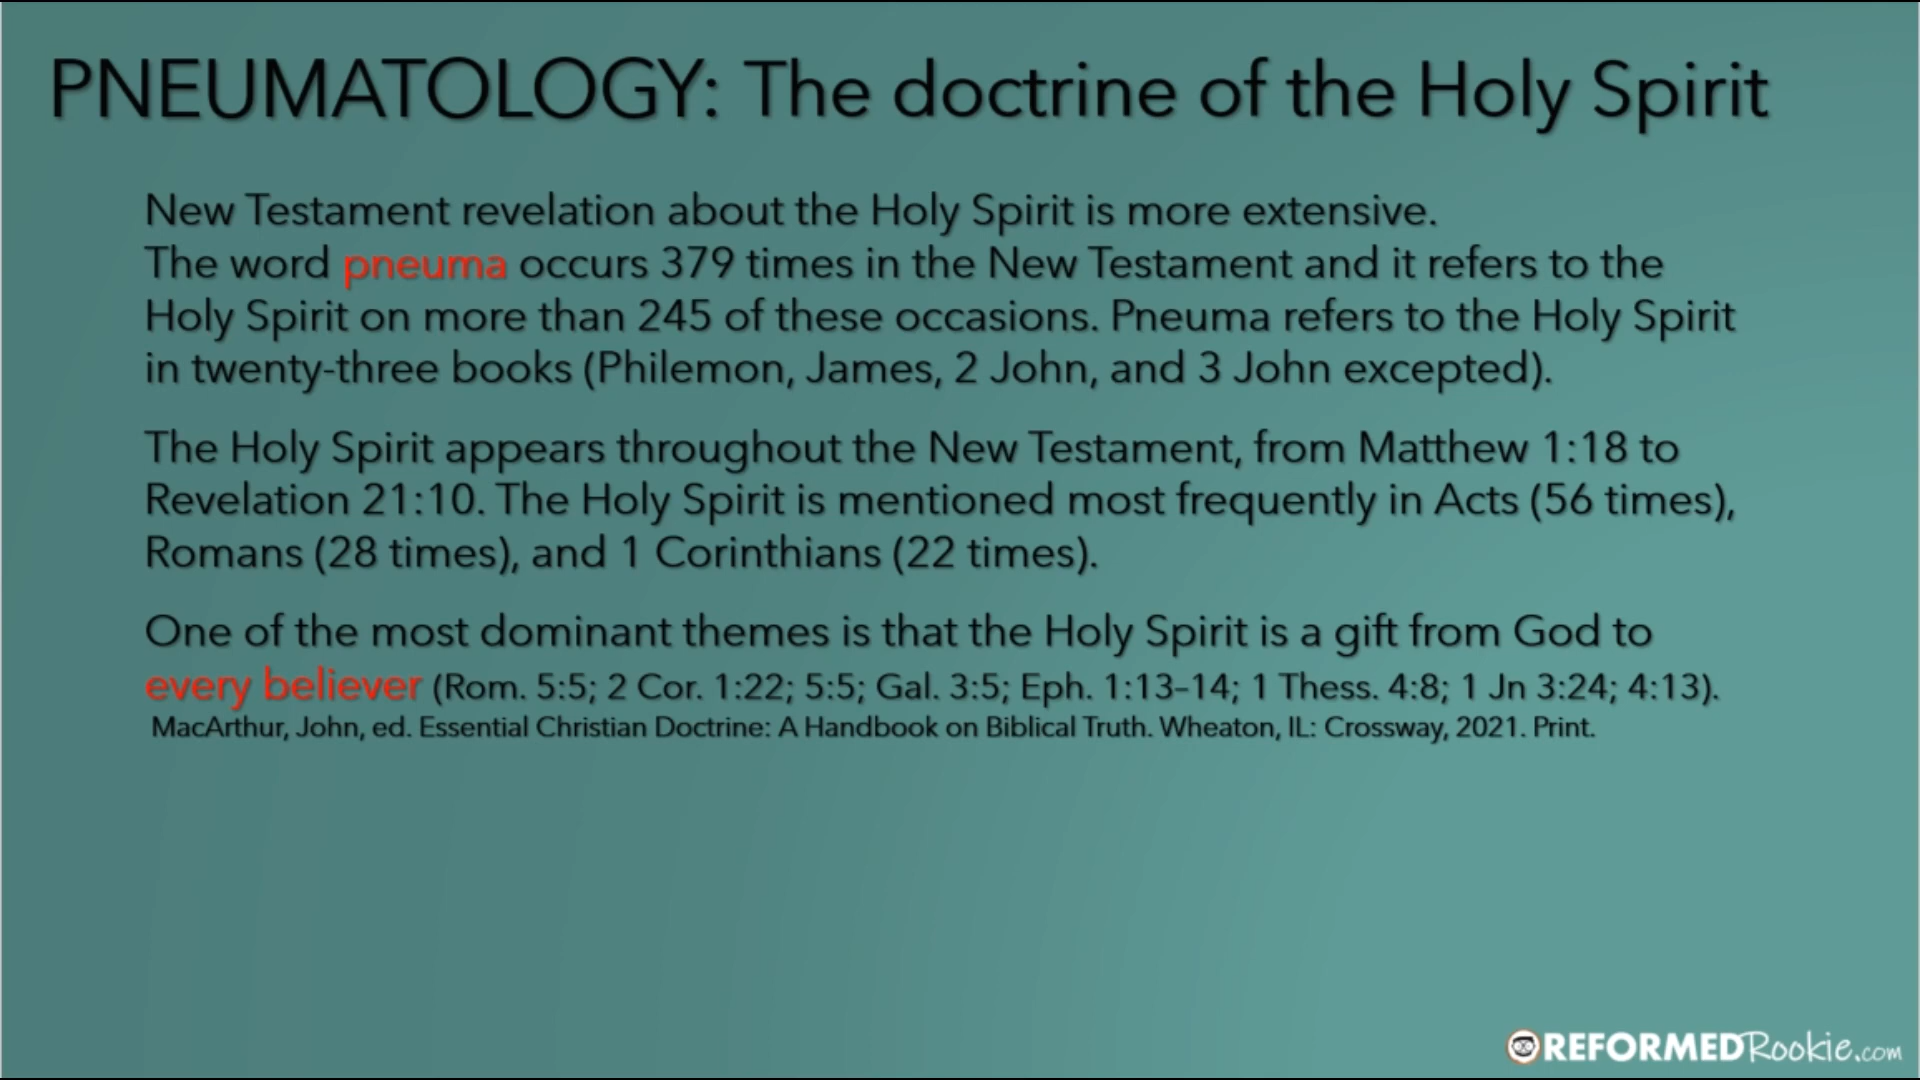 PNEUMATOLOGY: The doctrine of the Holy Spirit
New Testament revelation about the Holy Spirit is more extensive.
The word pneuma occurs 379 times in the New Testament and it refers to the
Holy Spirit on more than 245 of these occasions. Pneuma refers to the Holy Spirit
in twenty-three books (Philemon, James, 2 John, and 3 John excepted).
The Holy Spirit appears throughout the New Testament, from Matthew 1:18 to
Revelation 21:10. The Holy Spirit is mentioned most frequently in Acts (56 times),
Romans (28 times), and 1 Corinthians (22 times).
One of the most dominant themes is that the Holy Spirit is a gift from God to
every believer (Rom. 5:5; 2 Cor. 1:22; 5:5; Gal. 3:5; Eph. 1:13–14; 1 Thess. 4:8; 1 Jn 3:24; 4:13).
MacArthur, John, ed. Essential Christian Doctrine: A Handbook on Biblical Truth. Wheaton, IL: Crossway, 2021. Print.
REFORMEDRookie.com